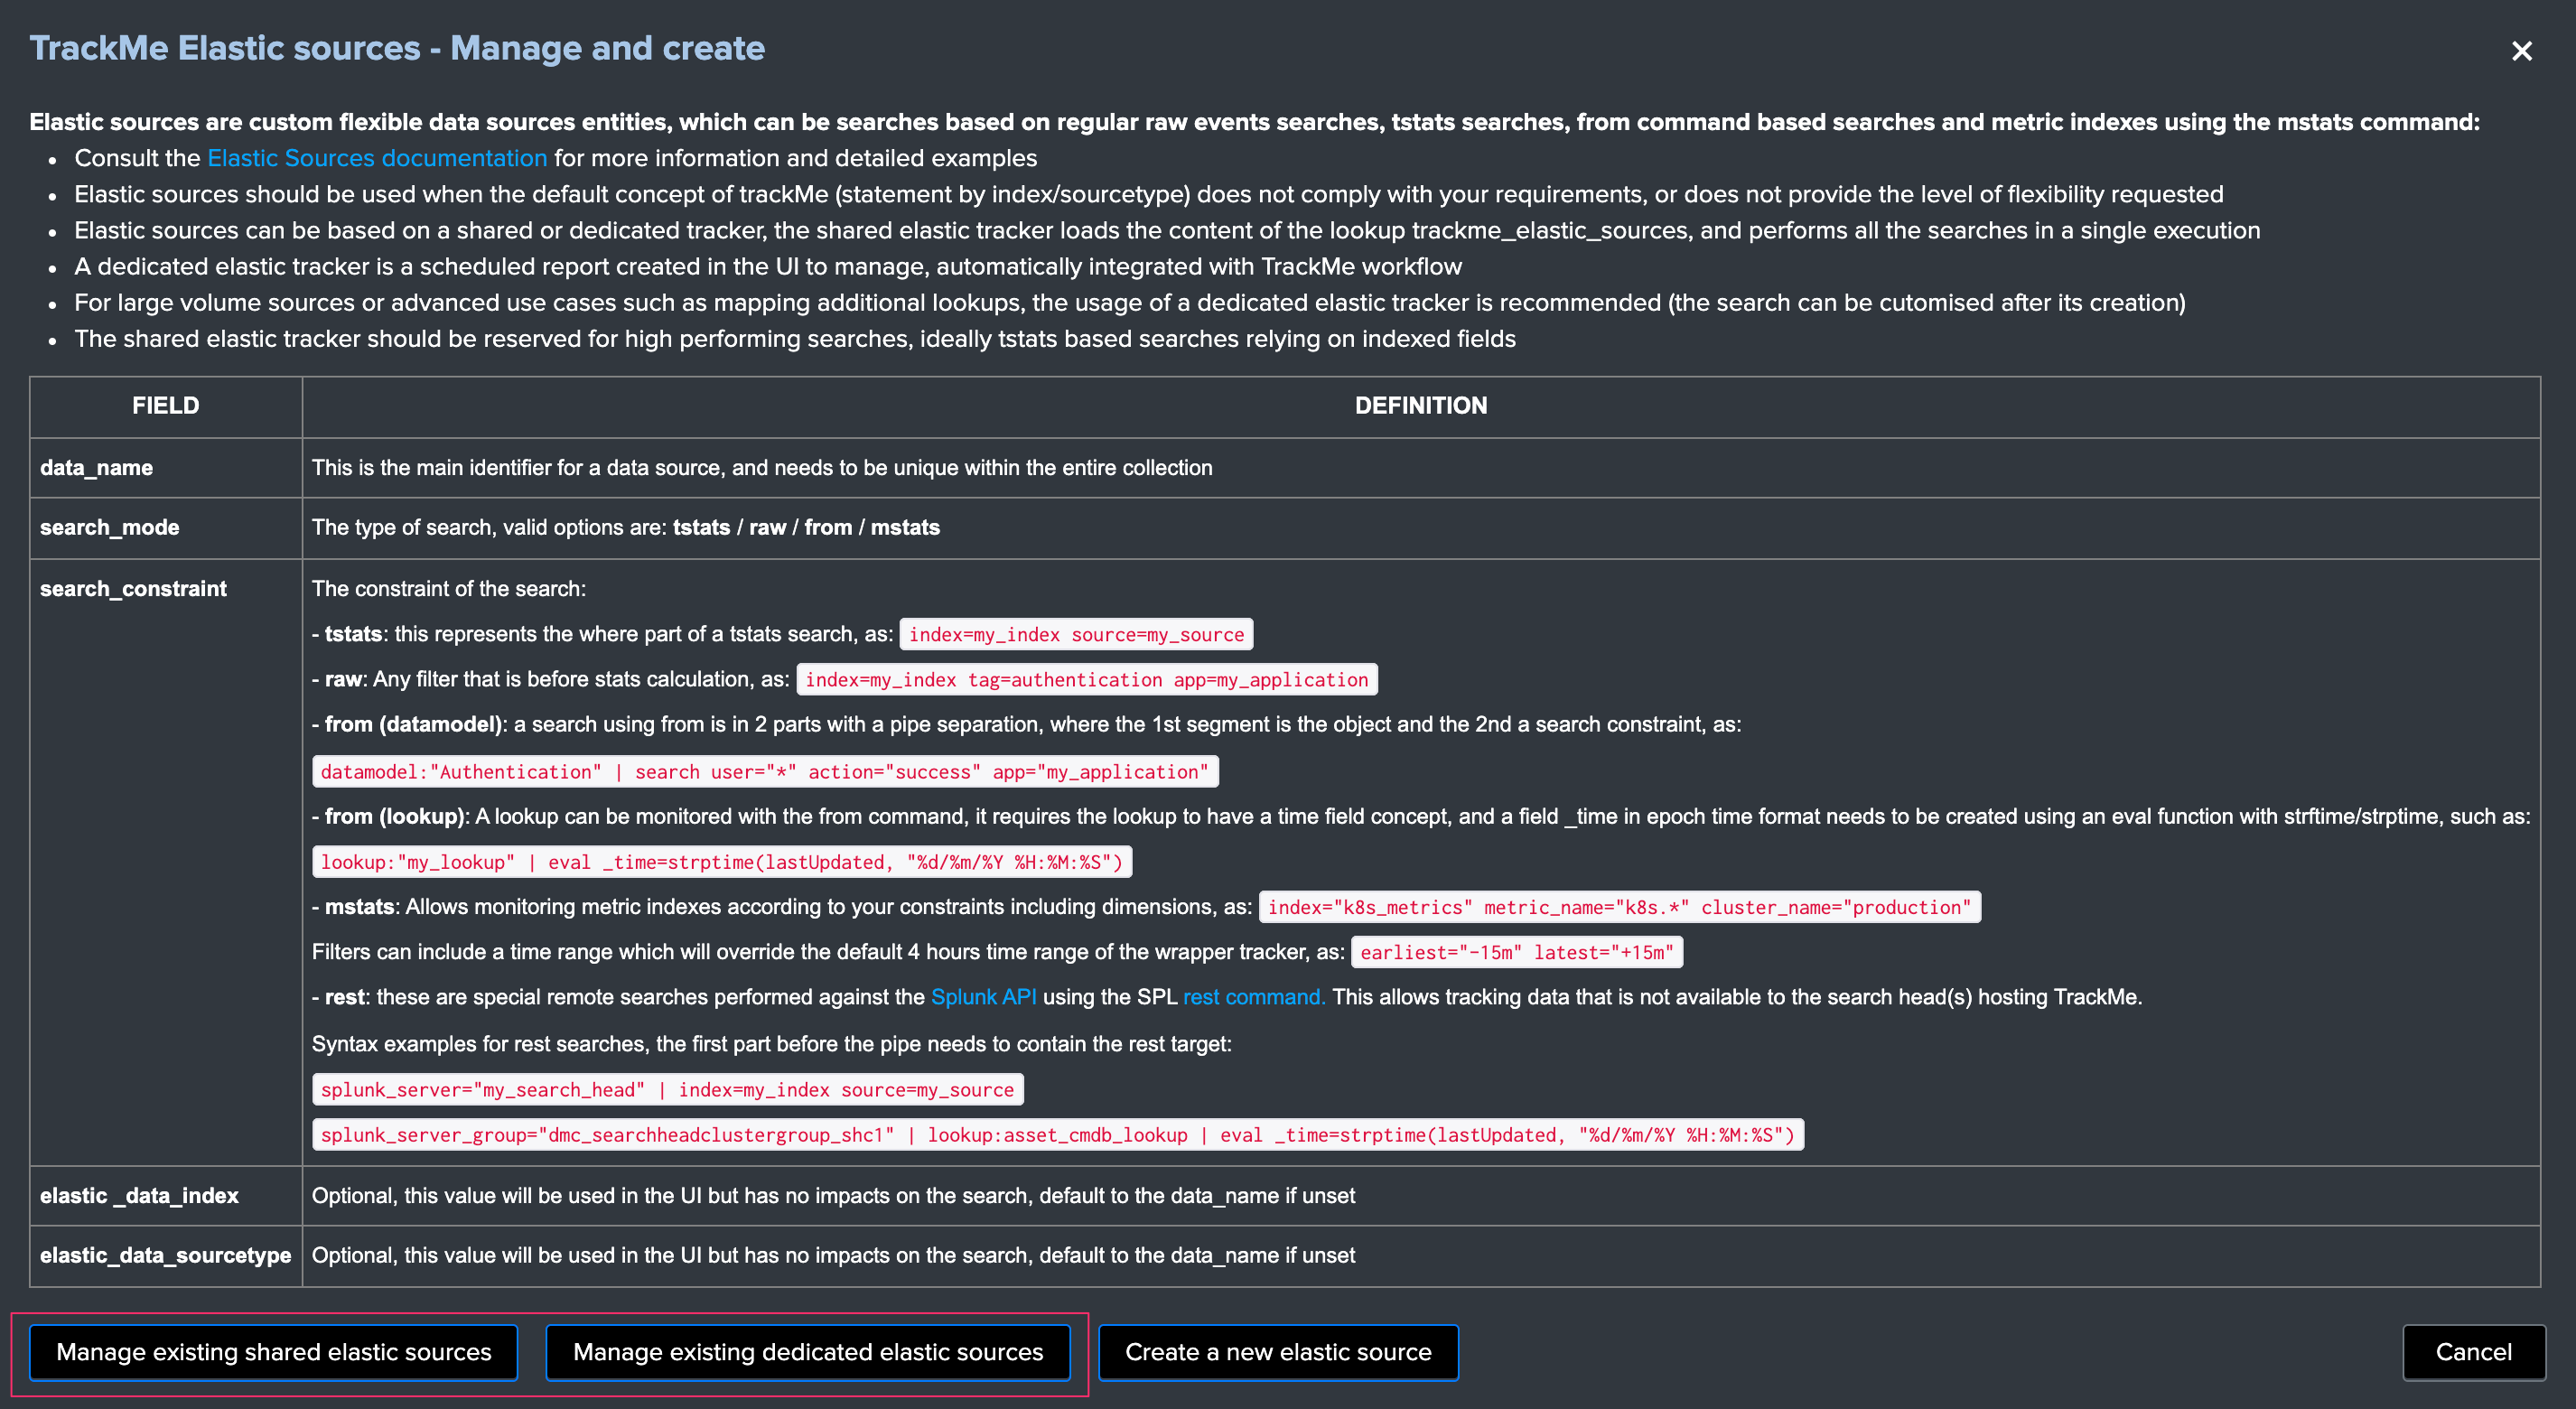 TrackMe Elastic sources - Manage and create
Elastic sources are custom flexible data sources entities, which can be searches based on regular raw events searches, tstats searches, from command based searches and metric indexes using the mstats command:
Consult the Elastic Sources documentation for more information and detailed examples
Elastic sources should be used when the default concept of trackMe (statement by index/sourcetype) does not comply with your requirements, or does not provide the level of flexibility requested
Elastic sources can be based on a shared or dedicated tracker, the shared elastic tracker loads the content of the lookup trackme_elastic_sources, and performs all the searches in a single execution
A dedicated elastic tracker is a scheduled report created in the UI to manage, automatically integrated with TrackMe workflow
For large volume sources or advanced use cases such as mapping additional lookups, the usage of a dedicated elastic tracker is recommended (the search can be cutomised after its creation)
The shared elastic tracker should be reserved for high performing searches, ideally tstats based searches relying on indexed fields
FIELD DEFINITION
data_name This is the main identifier for a data source, and needs to be unique within the entire collection
search_mode The type of search, valid options are: tstats / raw / from / mstats
search_constraint The constraint of the search:
- tstats: this represents the where part of a tstats search, as: index=my_index source=my_source
- raw: Any filter that is before stats calculation, as: index=my_index tag=authentication app=my_application
- from (datamodel): a search using from is in 2 parts with a pipe separation, where the 1st segment is the object and the 2nd a search constraint, as:
datamodel:"Authentication" | search user="*" action="success" app="my_application"
- from (lookup): A lookup can be monitored with the from command, it requires the lookup to have a time field concept, and a field _time in epoch time format needs to be created using an eval function with strftime/strptime, such as:
lookup:"my_lookup" | eval _time=strptime(lastUpdated, "%d/%m/%Y %H:%M:%S")
- mstats: Allows monitoring metric indexes according to your constraints including dimensions, as: index="k8s_metrics" metric_name="k8s.*" cluster_name="production"
Filters can include a time range which will override the default 4 hours time range of the wrapper tracker, as: earliest="-15m" latest="+15m"
- rest: these are special remote searches performed against the Splunk API using the SPL rest command. This allows tracking data that is not available to the search head(s) hosting TrackMe.
Syntax examples for rest searches, the first part before the pipe needs to contain the rest target:
splunk_server="my_search_head" | index=my_index source=my_source
splunk_server_group="dmc_searchheadclustergroup_shc1" | lookup:asset_cmdb_lookup | eval _time=strptime(lastUpdated, "%d/%m/%Y %H:%M:%S")
elastic _data_index Optional, this value will be used in the UI but has no impacts on the search, default to the data_name if unset
elastic_data_sourcetype Optional, this value will be used in the UI but has no impacts on the search, default to the data_name if unset
Manage existing shared elastic sources Manage existing dedicated elastic sources Create a new elastic source Cancel